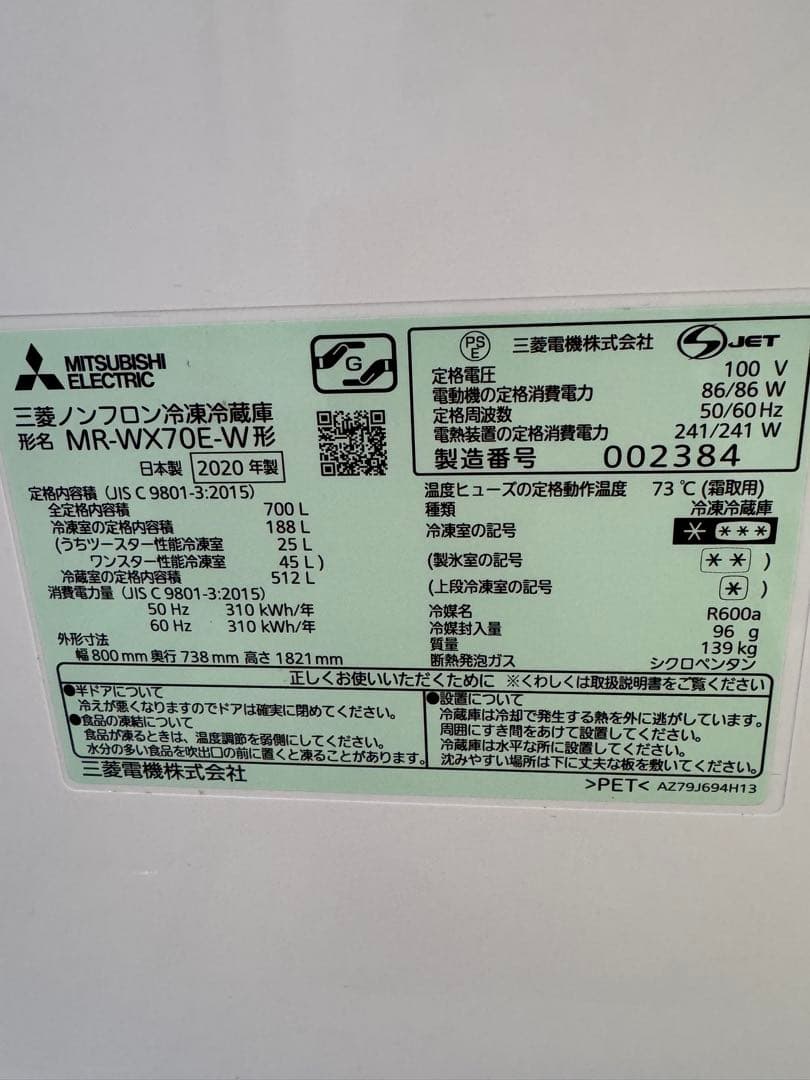 MITSUBISHI
ELECTRIC
G
三菱ノンフロン冷凍冷蔵庫
形名 MR-WX70E-W形
日本製 2020 年製
PS
E
三菱電機株式会社
S JET
定格電圧 100 V
電動機の定格消費電力 86/86 W
定格周波数 50/60 Hz
電熱装置の定格消費電力 241/241 W
製造番号 002384
定格内容積 (JIS C 9801-3:2015)
全定格内容積 700 L
冷凍室の定格内容積 188 L
(うちツースター性能冷凍室 25 L
ワンスター性能冷凍室 45 L )
冷蔵室の定格内容積 512 L
消費電力量 (JIS C 9801-3:2015)
50 Hz 310 kWh/年
60 Hz 310 kWh/年
外形寸法
幅 800 mm 奥行 738 mm 高さ 1821 mm
温度ヒューズの定格動作温度 73 ℃ (霜取用)
種類 冷凍冷蔵庫
冷凍室の記号 * ***
(製氷室の記号 ** )
(上段冷凍室の記号 * )
冷媒名 R600a
冷媒封入量 96 g
質量 139 kg
断熱発泡ガス シクロペンタン
正しくお使いいただくために ※くわしくは取扱説明書をご覧ください
●半ドアについて
冷えが悪くなりますのでドアは確実に閉めてください。
●食品の凍結について
食品が凍るときは、温度調節を弱側にしてください。
水分の多い食品を吹出口の前に置くと凍ることがあります。
●設置について
冷蔵庫は冷却で発生する熱を外に逃がしています。
周囲にすき間をあけて設置してください。
冷蔵庫は水平な所に設置してください。
沈みやすい場所は下に丈夫な板を敷いてください。
三菱電機株式会社
>PET< AZ79J694H13